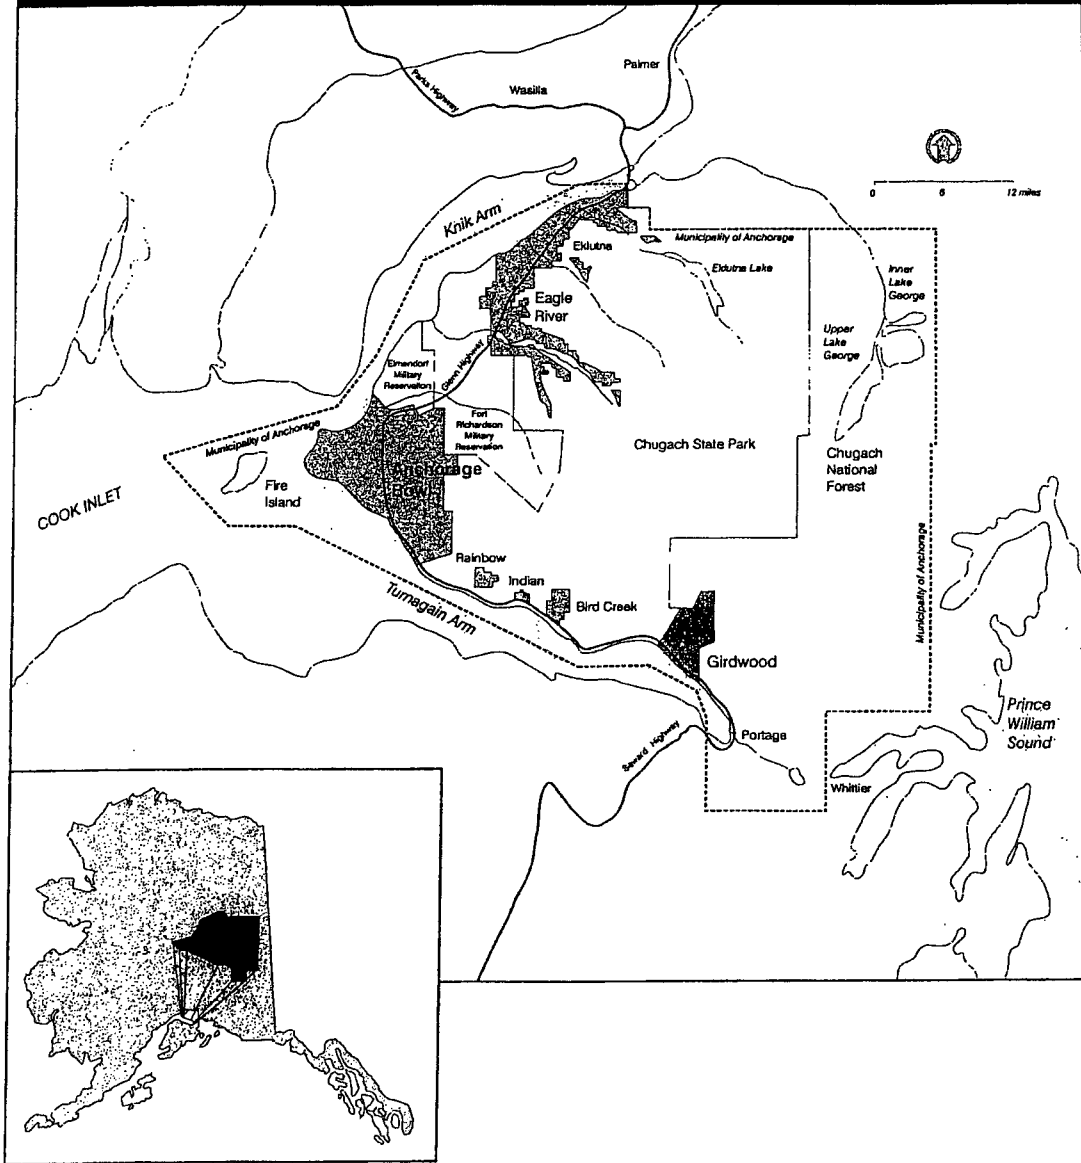 Palmer
Parks Highway
Wasilla
0 6 12 miles
Knik Arm
Municipality of Anchorage
Eklutna
Eklutna Lake
Inner
Lake
George
Eagle
River
Upper
Lake
George
Elmendorf
Military
Reservation
Glenn Highway
Fort
Richardson
Military
Reservation
Municipality of Anchorage
Chugach State Park
Chugach
National
Forest
Anchorage
Bowl
Fire
Island
COOK INLET
Rainbow
Indian
Bird Creek
Turnagain Arm
Municipality of Anchorage
Girdwood
Prince
William
Sound
Seward Highway
Portage
Whittier